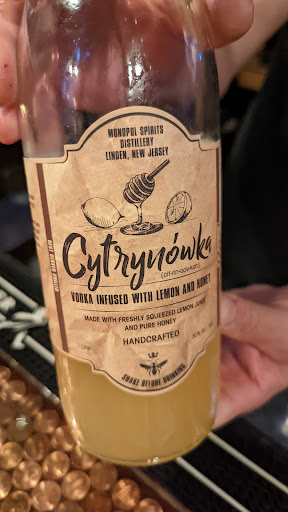 MONOPOL SPIRITS
DISTILLERY
LINDEN, NEW JERSEY
Cytrynówka
VODKA INFUSED WITH LEMON AND HONEY
MADE WITH FRESHLY SQUEEZED LEMON JUICE
AND PURE HONEY
HANDCRAFTED
SHAKE BEFORE DRINKING